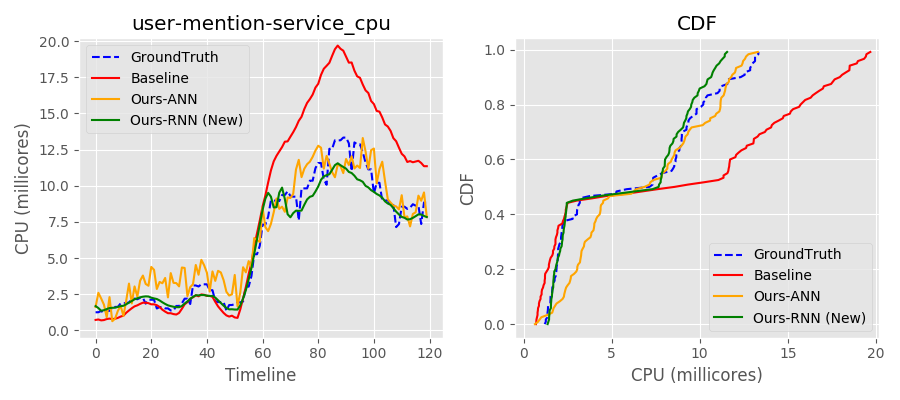 user-mention-service_cpu
CPU (millicores)
20.0
17.5
15.0
12.5
10.0
7.5
5.0
2.5
0.0
GroundTruth
Baseline
Ours-ANN
Ours-RNN (New)
0
20
40
60
80
100
120
Timeline
CDF
CDF
1.0
0.8
0.6
0.4
0.2
0.0
GroundTruth
Baseline
Ours-ANN
Ours-RNN (New)
0
5
10
15
20
CPU (millicores)